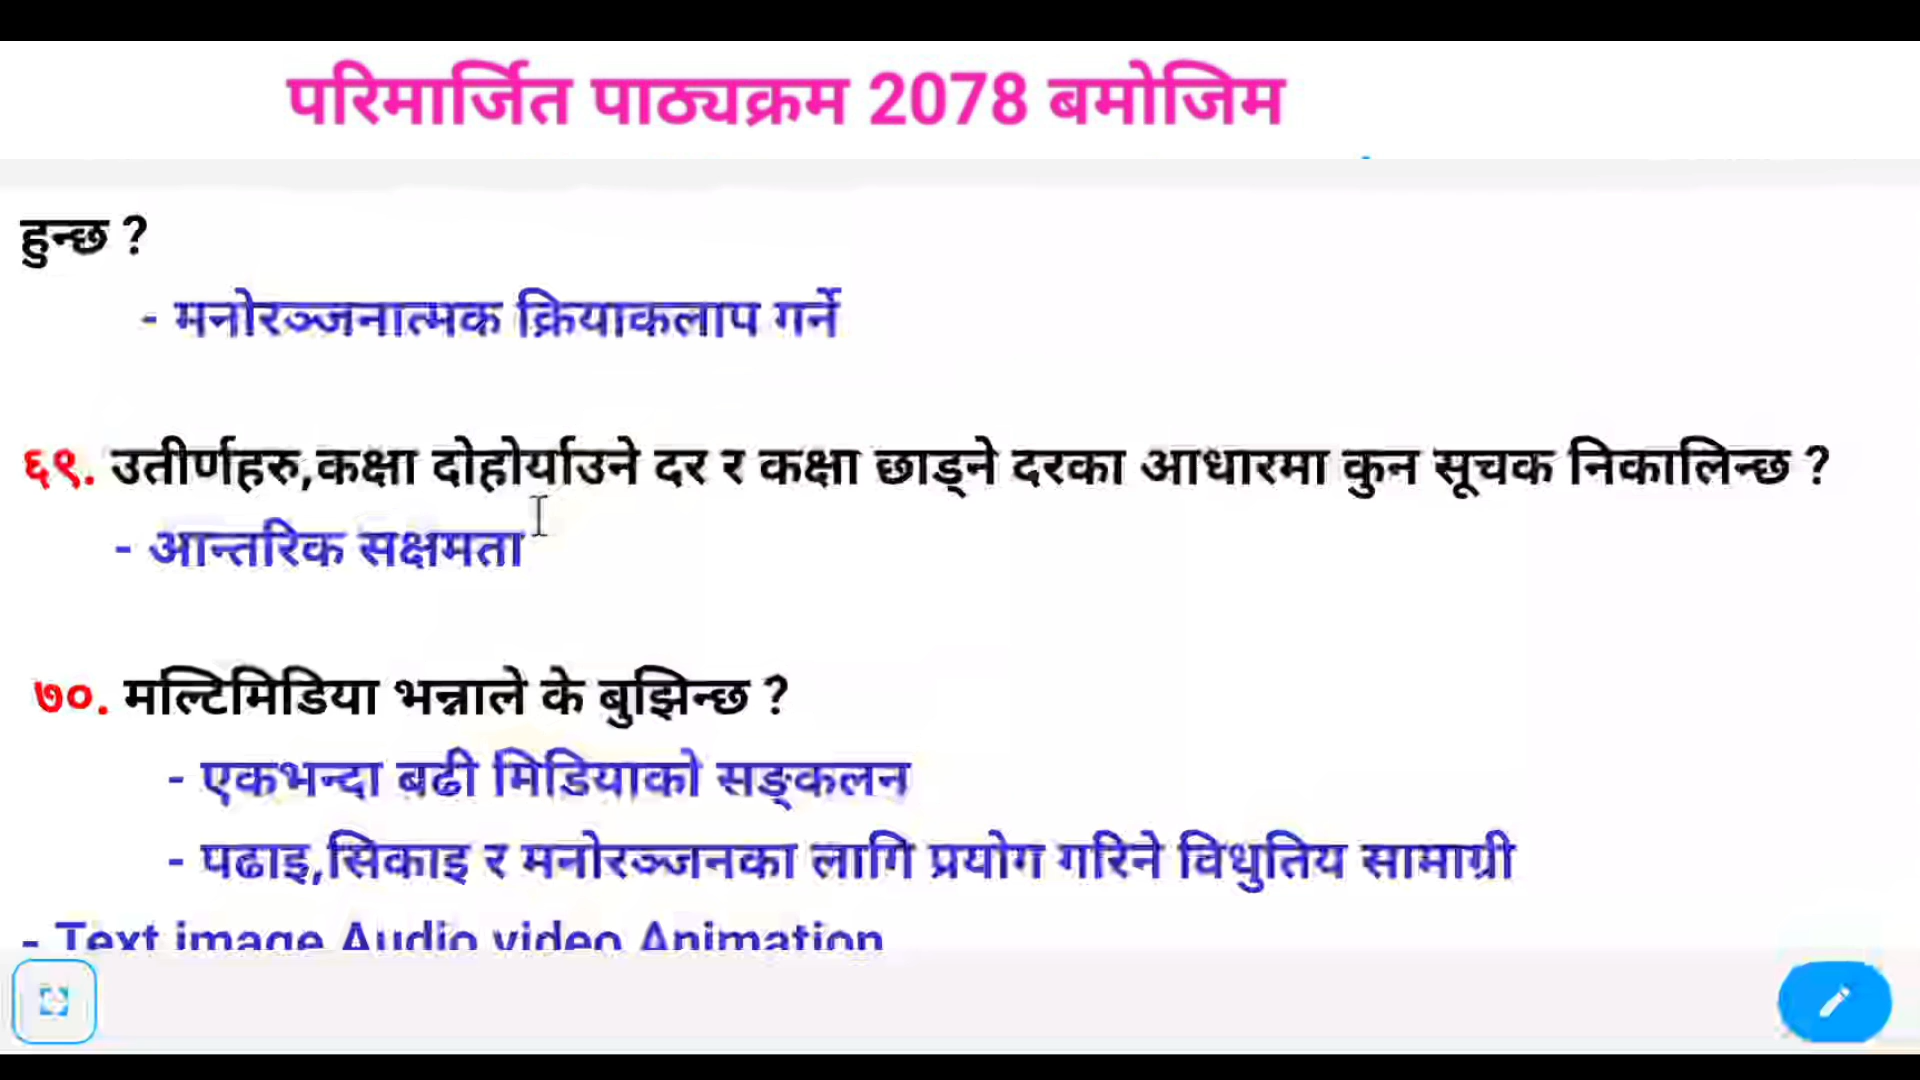 परिमार्जित पाठ्यक्रम 2078 बमोजिम
हुन्छ ?
- मनोरञ्जनात्मक क्रियाकलाप गर्ने
६९. उतीर्णहरु,कक्षा दोहोर्याउने दर र कक्षा छाड्ने दरका आधारमा कुन सूचक निकालिन्छ ?
- आन्तरिक सक्षमता
७०. मल्टिमिडिया भन्नाले के बुझिन्छ ?
- एकभन्दा बढी मिडियाको सङ्कलन
- पढाइ,सिकाइ र मनोरञ्जनका लागि प्रयोग गरिने विधुतिय सामाग्री
- Text image Audio video Animation